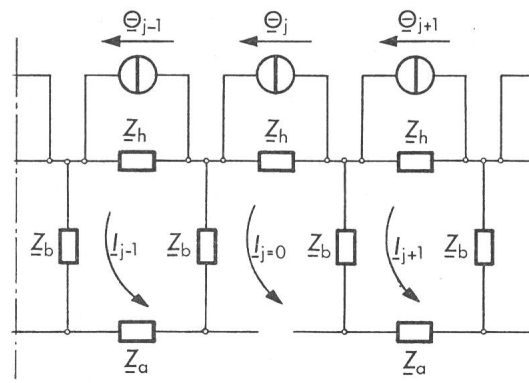 Θj-1 Θj Θj+1
Zh Zh Zh
Zb Ij-1 Zb Ij=0 Zb Ij+1 Zb
Za Za